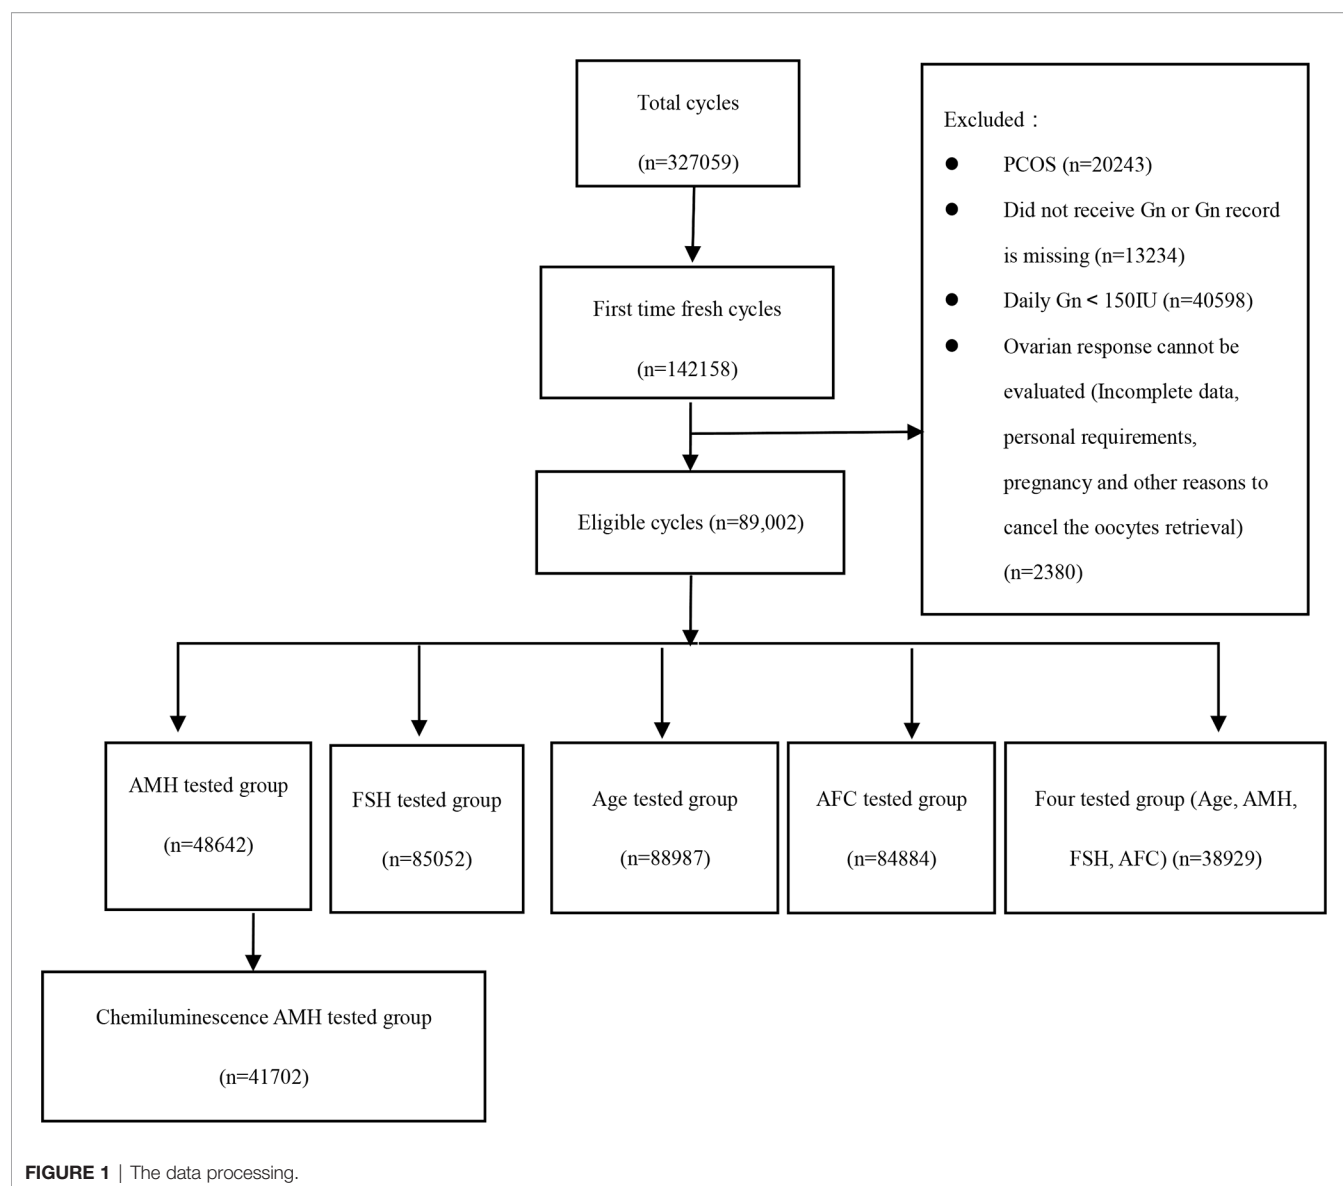 Total cycles
(n=327059)
Excluded :
● PCOS (n=20243)
● Did not receive Gn or Gn record
is missing (n=13234)
● Daily Gn < 150IU (n=40598)
● Ovarian response cannot be
evaluated (Incomplete data,
personal requirements,
pregnancy and other reasons to
cancel the oocytes retrieval)
(n=2380)
First time fresh cycles
(n=142158)
Eligible cycles (n=89,002)
AMH tested group
(n=48642)
FSH tested group
(n=85052)
Age tested group
(n=88987)
AFC tested group
(n=84884)
Four tested group (Age, AMH,
FSH, AFC) (n=38929)
Chemiluminescence AMH tested group
(n=41702)
FIGURE 1 | The data processing.